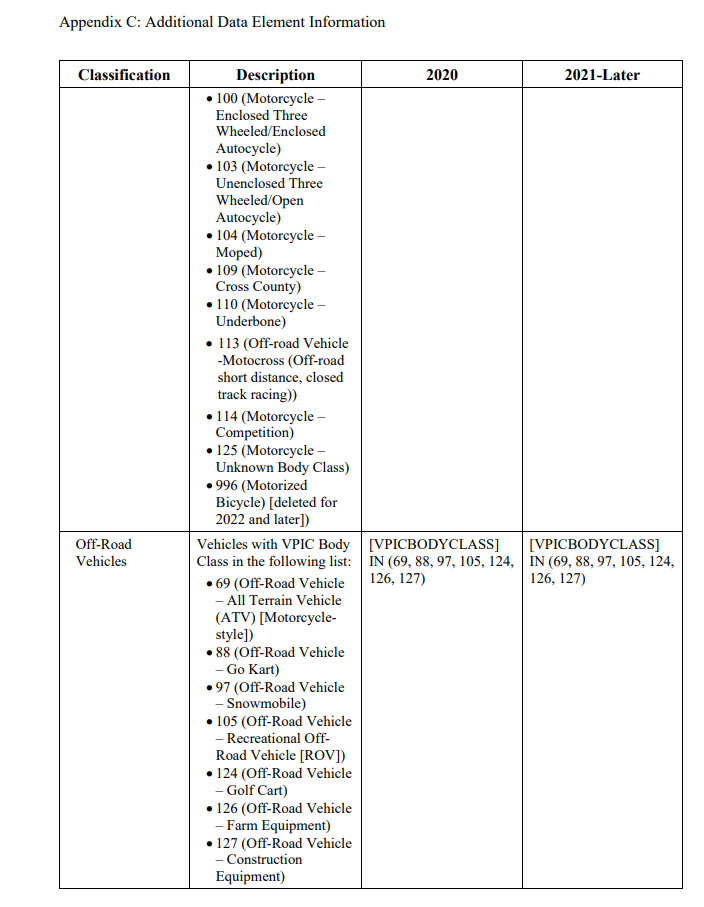 Appendix C: Additional Data Element Information
Classification
Description
2020
2021-Later
• 100 (Motorcycle –
Enclosed Three
Wheeled/Enclosed
Autocycle)
• 103 (Motorcycle –
Unenclosed Three
Wheeled/Open
Autocycle)
• 104 (Motorcycle –
Moped)
• 109 (Motorcycle –
Cross County)
• 110 (Motorcycle –
Underbone)
• 113 (Off-road Vehicle
-Motocross (Off-road
short distance, closed
track racing))
• 114 (Motorcycle –
Competition)
• 125 (Motorcycle –
Unknown Body Class)
• 996 (Motorized
Bicycle) [deleted for
2022 and later])
Off-Road
Vehicles
Vehicles with VPIC Body
Class in the following list:
• 69 (Off-Road Vehicle
– All Terrain Vehicle
(ATV) [Motorcycle-
style])
• 88 (Off-Road Vehicle
– Go Kart)
• 97 (Off-Road Vehicle
– Snowmobile)
• 105 (Off-Road Vehicle
– Recreational Off-
Road Vehicle [ROV])
• 124 (Off-Road Vehicle
– Golf Cart)
• 126 (Off-Road Vehicle
– Farm Equipment)
• 127 (Off-Road Vehicle
– Construction
Equipment)
[VPICBODYCLASS]
IN (69, 88, 97, 105, 124,
126, 127)
[VPICBODYCLASS]
IN (69, 88, 97, 105, 124,
126, 127)